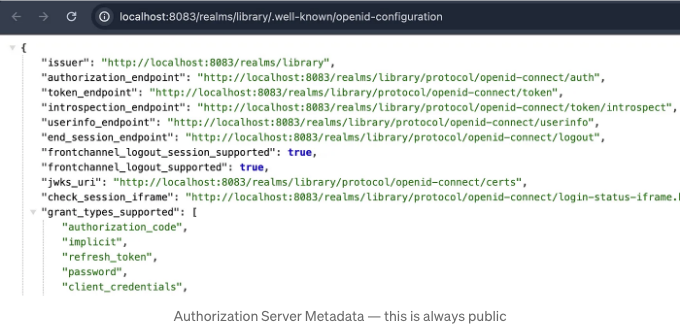 localhost:8083/realms/library/.well-known/openid-configuration
{
"issuer": "http://localhost:8083/realms/library",
"authorization_endpoint": "http://localhost:8083/realms/library/protocol/openid-connect/auth",
"token_endpoint": "http://localhost:8083/realms/library/protocol/openid-connect/token",
"introspection_endpoint": "http://localhost:8083/realms/library/protocol/openid-connect/token/introspect",
"userinfo_endpoint": "http://localhost:8083/realms/library/protocol/openid-connect/userinfo",
"end_session_endpoint": "http://localhost:8083/realms/library/protocol/openid-connect/logout",
"frontchannel_logout_session_supported": true,
"frontchannel_logout_supported": true,
"jwks_uri": "http://localhost:8083/realms/library/protocol/openid-connect/certs",
"check_session_iframe": "http://localhost:8083/realms/library/protocol/openid-connect/login-status-iframe.
"grant_types_supported": [
"authorization_code",
"implicit",
"refresh_token",
"password",
"client_credentials",
Authorization Server Metadata — this is always public